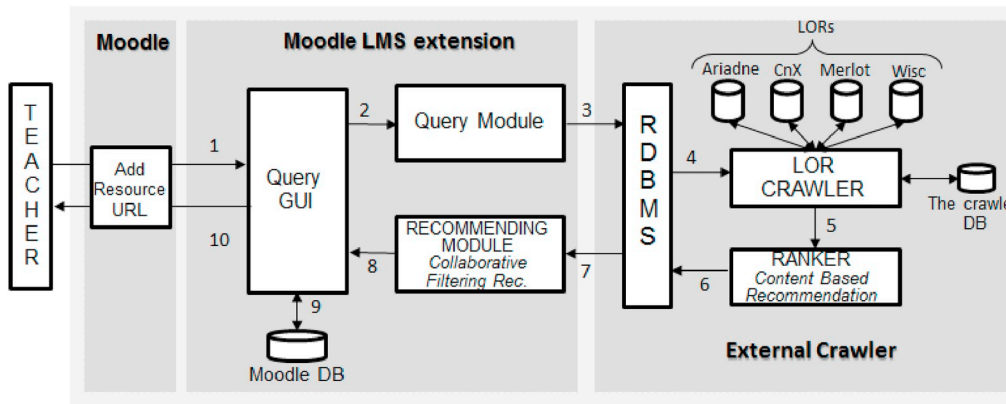 Moodle
Moodle LMS extension
LORs
Ariadne
CnX
Merlot
Wisc
TEACHER
Add
Resource
URL
1
10
Query
GUI
2
Query Module
3
RDBMS
4
LOR
CRAWLER
The crawle
DB
5
RANKER
Content Based
Recommendation
6
7
RECOMMENDING
MODULE
Collaborative
Filtering Rec.
8
9
Moodle DB
External Crawler